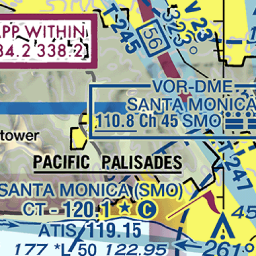 APP WITHIN
34.2 338.2
245
56
V 23
323
VOR-DME
SANTA MONICA
110.8 Ch 45 SMO
tower
PACIFIC PALISADES
247
SANTA MONICA (SMO)
CT - 120.1 ★ C
ATIS 119.15
177 *L 50 122.95
261°